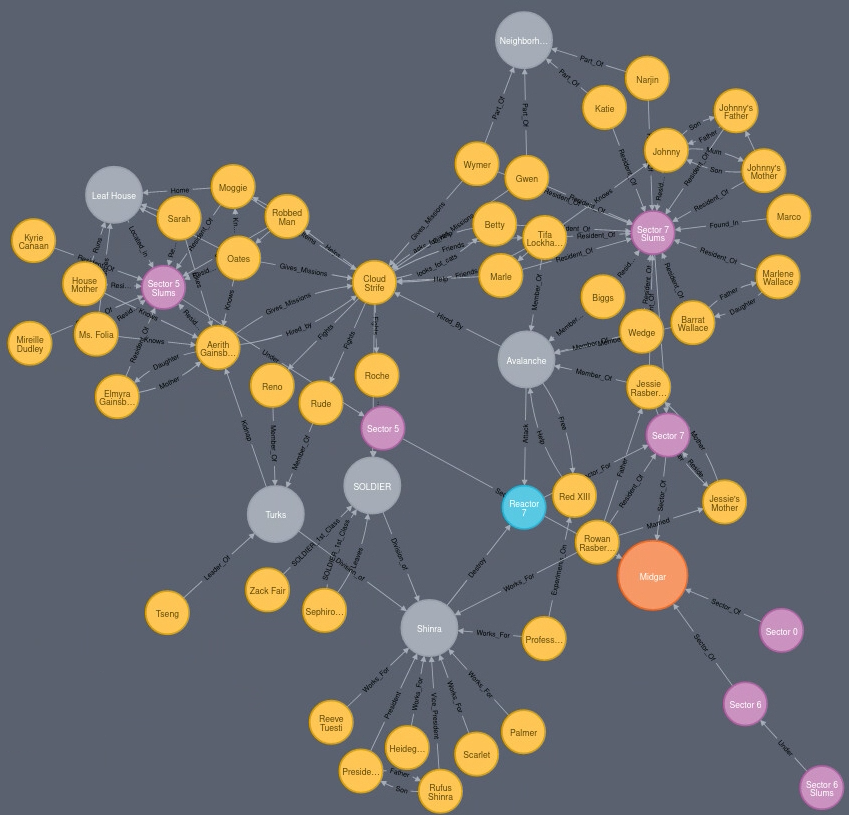 Neighborh...
Part_Of
Part_Of
Narjin
Part_Of
Part_Of
Katie
Johnny's
Father
Son
Father
Johnny
Mum
Son
Johnny's
Mother
Wymer
Gwen
Resident_Of
Resident_Of
Knows
Leaf House
Home
Moggie
Sarah
Robbed
Man
Marco
Found_In
Kyrie
Canaan
Runs
Located_In
Oates
Gives_Missions
Home
Gives_Missions
Betty
Friends
looks_for_cats
Tifa
Lockha...
Resident_Of
Sector 7
Slums
Resident_Of
House
Mother
Sector 5
Slums
Cloud
Strife
Help
Friends
Marle
Resident_Of
Marlene
Wallace
Father
Daughter
Gives_Missions
Knows
Member_Of
Biggs
Barrat
Wallace
Mireille
Dudley
Ms. Folia
Knows
Aerith
Gainsb...
Hired_by
Fights
Fights
Hired_By
Member...
Wedge
Avalanche
Daughter
Mother
Elmyra
Gainsb...
Under
Reno
Rude
Roche
Member_Of
Jessie
Rasber...
Sector 5
Kidnap
Member_Of
Member_Of
Attack
Help
Free
Sector 7
Mother
Father
Resident_Of
Sector_Of
SOLDIER
Reactor
7
Red XIII
Jessie's
Mother
Turks
SOLDIER_1st_Class
SOLDIER_1st_Class
Leaves
Division_of
Division_of
Rowan
Rasber...
Married
Leader_Of
Destroy
Works_For
Experiment_On
Midgar
Tseng
Zack Fair
Sephiro...
Shinra
Works_For
Profess...
Sector_Of
Sector 0
Sector_Of
Works_For
President
Works_For
Vice_President
Works_For
Works_For
Sector 6
Reeve
Tuesti
Heideg...
Scarlet
Palmer
Under
Preside...
Father
Son
Rufus
Shinra
Sector 6
Slums